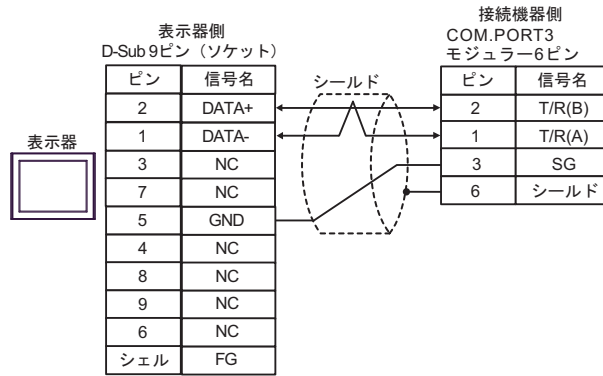 表示器側
D-Sub 9ピン（ソケット）
接続機器側
COM.PORT3
モジュラー6ピン
ピン 信号名 シールド ピン 信号名
2 DATA+ 2 T/R(B)
表示器 1 DATA- 1 T/R(A)
3 NC 3 SG
7 NC 6 シールド
5 GND
4 NC
8 NC
9 NC
6 NC
シェル FG